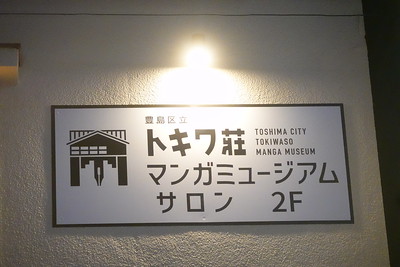 豊島区立
トキワ荘
TOSHIMA CITY
TOKIWASO
MANGA MUSEUM
マンガミュージアム
サロン 2F